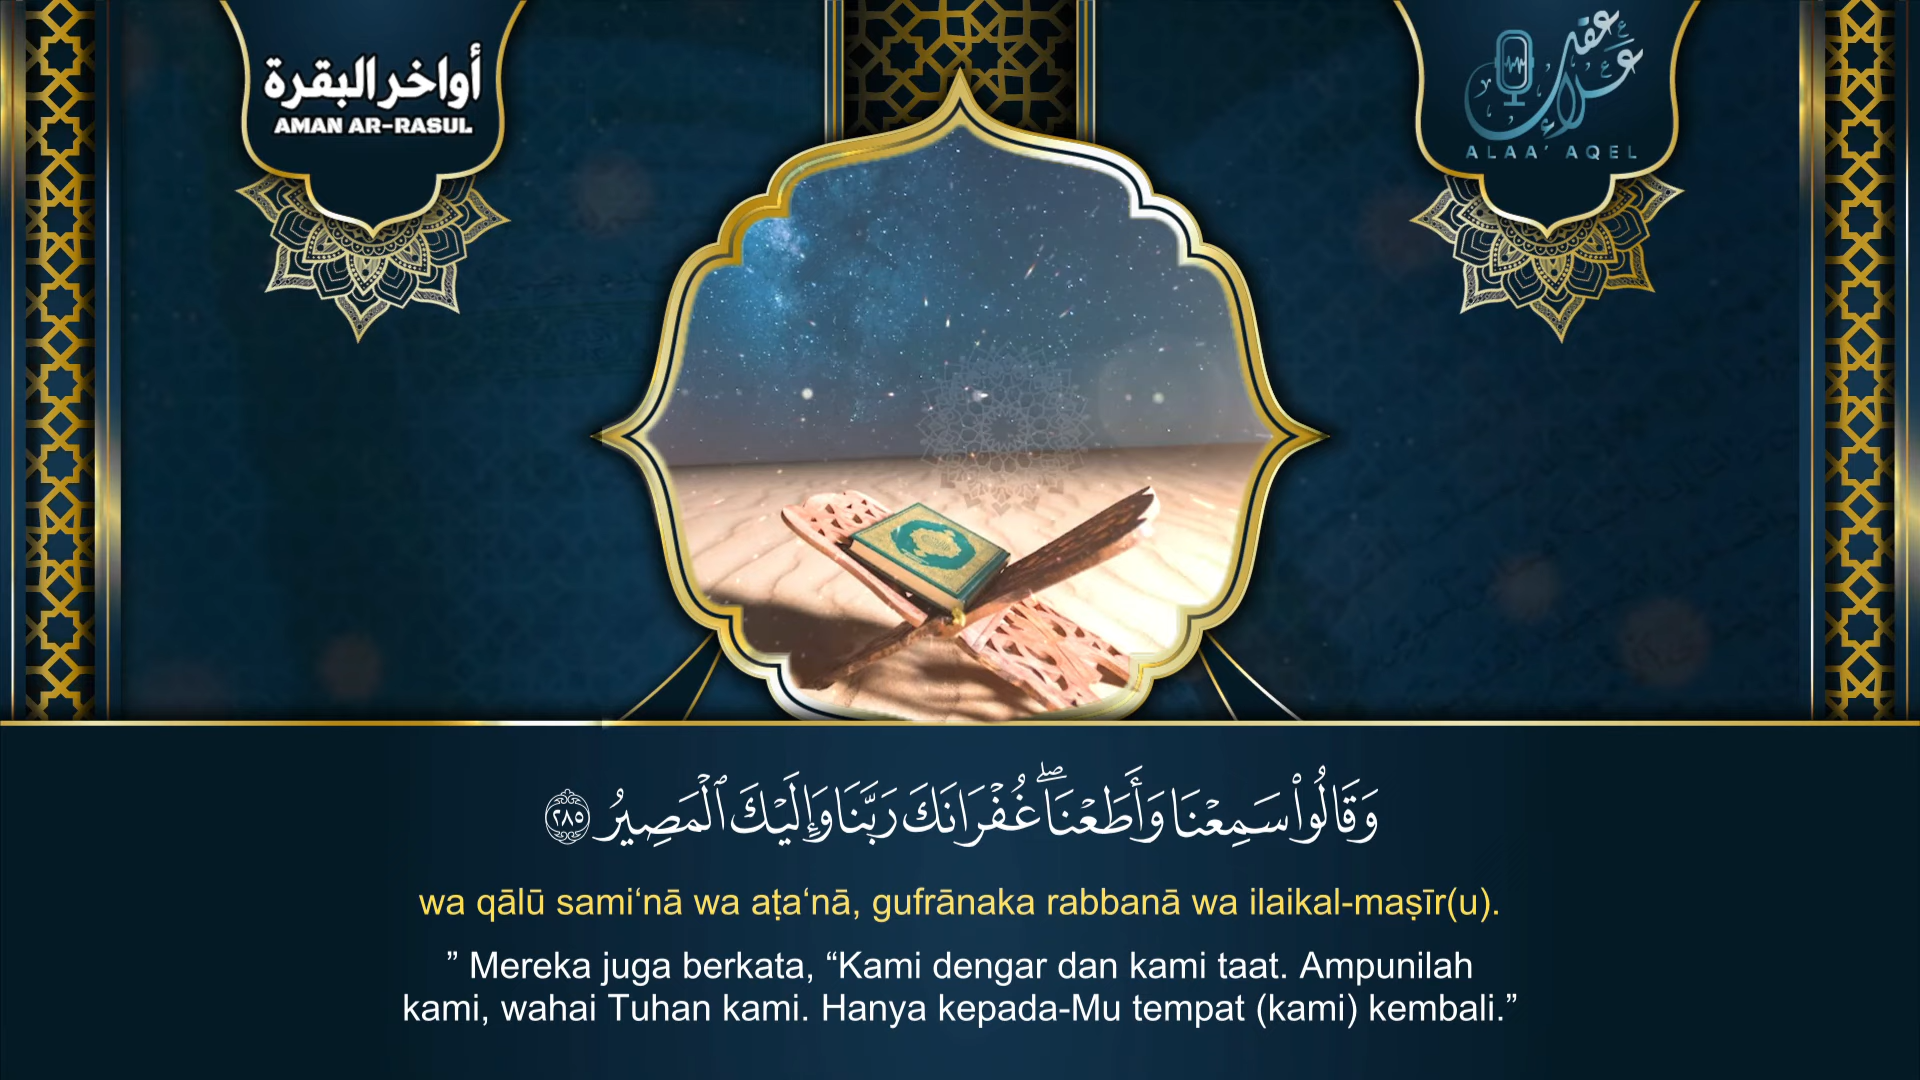 أواخر البقرة
AMAN AR-RASUL
علاء عقل
ALAA' AQEL
وَقَالُوا۟ سَمِعْنَا وَأَطَعْنَا ۖ غُفْرَانَكَ رَبَّنَا وَإِلَيْكَ ٱلْمَصِيرُ ٢٨٥
wa qālū sami‘nā wa aṭa‘nā, gufrānaka rabbanā wa ilaikal-maṣīr(u).
” Mereka juga berkata, “Kami dengar dan kami taat. Ampunilah
kami, wahai Tuhan kami. Hanya kepada-Mu tempat (kami) kembali.”